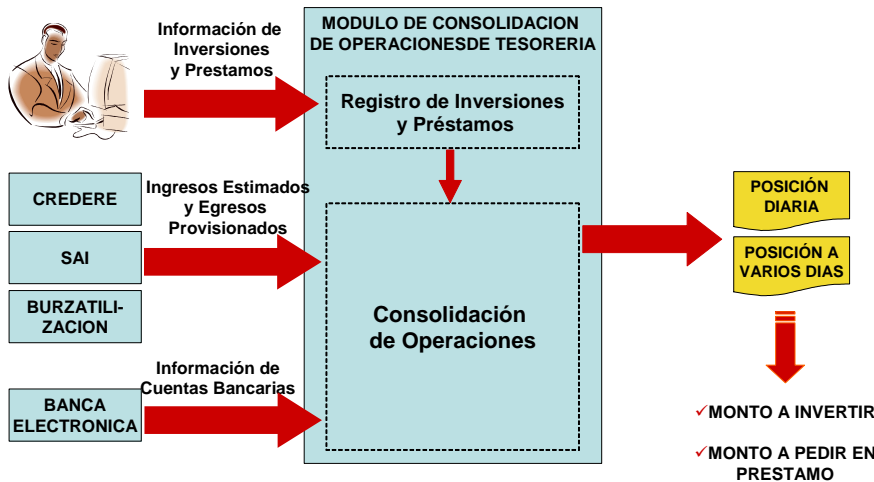 Información de
Inversiones
y Prestamos
MODULO DE CONSOLIDACION
DE OPERACIONESDE TESORERIA
Registro de Inversiones
y Préstamos
CREDERE
SAI
BURZATILI-
ZACION
Ingresos Estimados
y Egresos
Provisionados
Consolidación
de Operaciones
Información de
Cuentas Bancarias
BANCA
ELECTRONICA
POSICIÓN
DIARIA
POSICIÓN A
VARIOS DIAS
✓MONTO A INVERTIR
✓MONTO A PEDIR EN
PRESTAMO